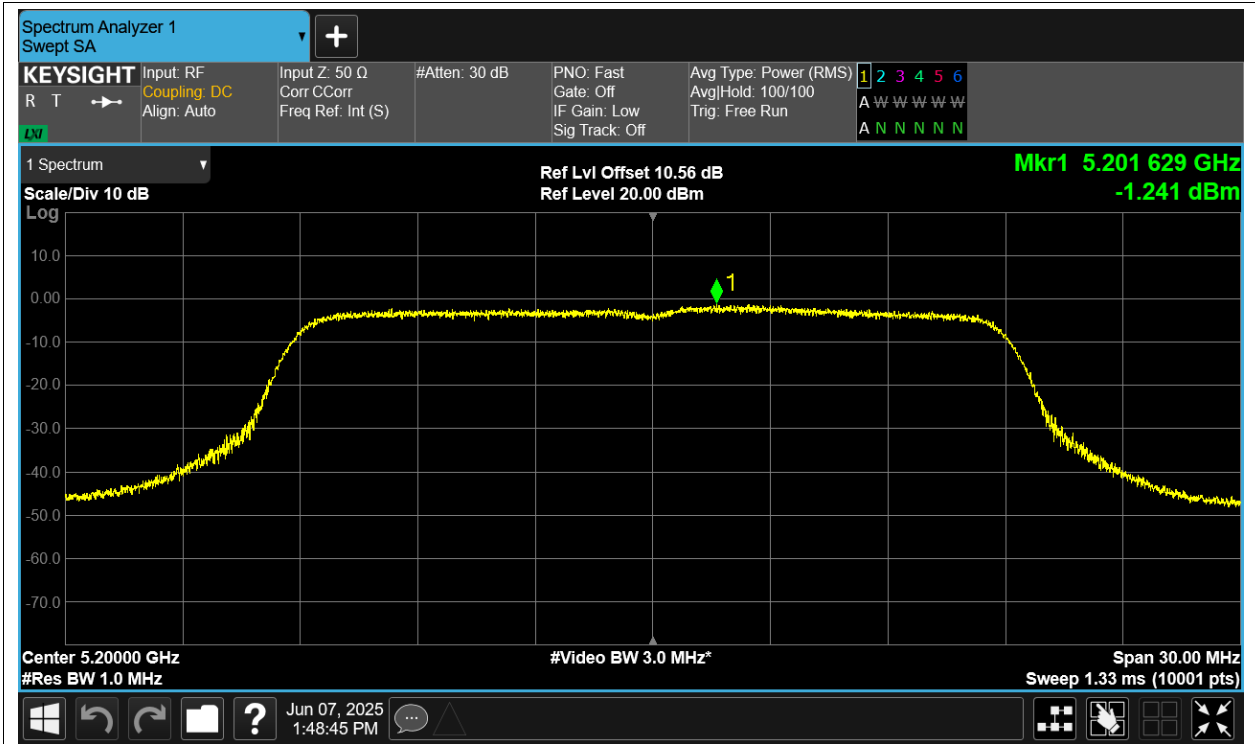 Spectrum Analyzer 1
Swept SA
KEYSIGHT
R T
LXI
Input: RF
Coupling: DC
Align: Auto
Input Z: 50 Ω
Corr CCorr
Freq Ref: Int (S)
#Atten: 30 dB
PNO: Fast
Gate: Off
IF Gain: Low
Sig Track: Off
Avg Type: Power (RMS)
Avg|Hold: 100/100
Trig: Free Run
1 2 3 4 5 6
A W W W W W
A N N N N N
1 Spectrum
Scale/Div 10 dB
Log
Ref Lvl Offset 10.56 dB
Ref Level 20.00 dBm
Mkr1 5.201 629 GHz
-1.241 dBm
1
10.0
0.00
-10.0
-20.0
-30.0
-40.0
-50.0
-60.0
-70.0
Center 5.20000 GHz
#Res BW 1.0 MHz
#Video BW 3.0 MHz*
Span 30.00 MHz
Sweep 1.33 ms (10001 pts)
?
Jun 07, 2025
1:48:45 PM